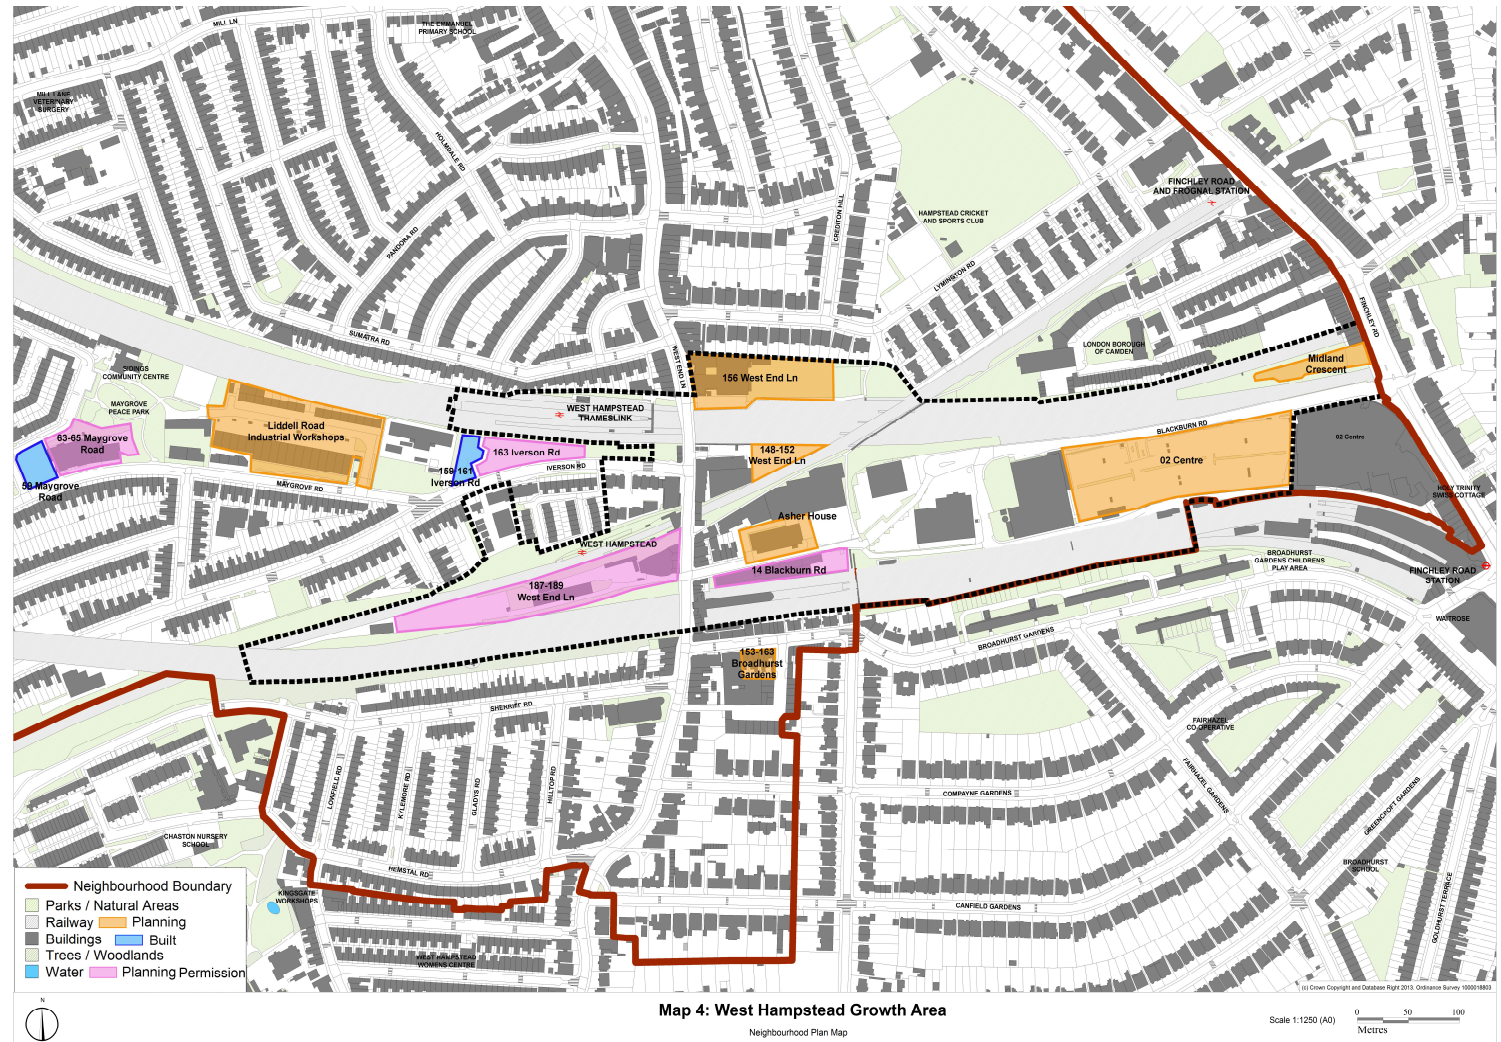 MILL LN
THE EMMANUEL
PRIMARY SCHOOL
MILL LANE
VETERINARY
SURGERY
HOLMDALE RD
PANDORA RD
CREDITON HILL
HAMPSTEAD CRICKET
AND SPORTS CLUB
FINCHLEY ROAD
AND FROGNAL STATION
LYMINGTON RD
FINCHLEY RD
SUMATRA RD
WEST END LN
LONDON BOROUGH
OF CAMDEN
Midland
Crescent
SIDINGS
COMMUNITY CENTRE
156 West End Ln
MAYGROVE
PEACE PARK
WEST HAMPSTEAD
THAMESLINK
Liddell Road
Industrial Workshops
63-65 Maygrove
Road
BLACKBURN RD
02 Centre
163 Iverson Rd
148-152
West End Ln
02 Centre
IVERSON RD
159-161
Iverson Rd
59 Maygrove
Road
MAYGROVE RD
HOLY TRINITY
SWISS COTTAGE
Asher House
WEST HAMPSTEAD
BROADHURST
GARDENS CHILDRENS
PLAY AREA
14 Blackburn Rd
FINCHLEY ROAD
STATION
187-189
West End Ln
WAITROSE
BROADHURST GARDENS
153-163
Broadhurst
Gardens
SHERRIFF RD
FAIRHAZEL
CO-OPERATIVE
LOWFIELD RD
KYLEMORE RD
GLADYS RD
HILLTOP RD
FAIRHAZEL GARDENS
COMPAYNE GARDENS
GREENCROFT GARDENS
CHASTON NURSERY
SCHOOL
HEMSTAL RD
BROADHURST
SCHOOL
KINGSGATE
WORKSHOPS
CANFIELD GARDENS
GOLDHURST TERRACE
WEST HAMPSTEAD
WOMENS CENTRE
Neighbourhood Boundary
Parks / Natural Areas
Railway Planning
Buildings Built
Trees / Woodlands
Water Planning Permission
(c) Crown Copyright and Database Right 2013. Ordnance Survey 1000018803
N
Map 4: West Hampstead Growth Area
Neighbourhood Plan Map
Scale 1:1250 (A0)
0 50 100
Metres